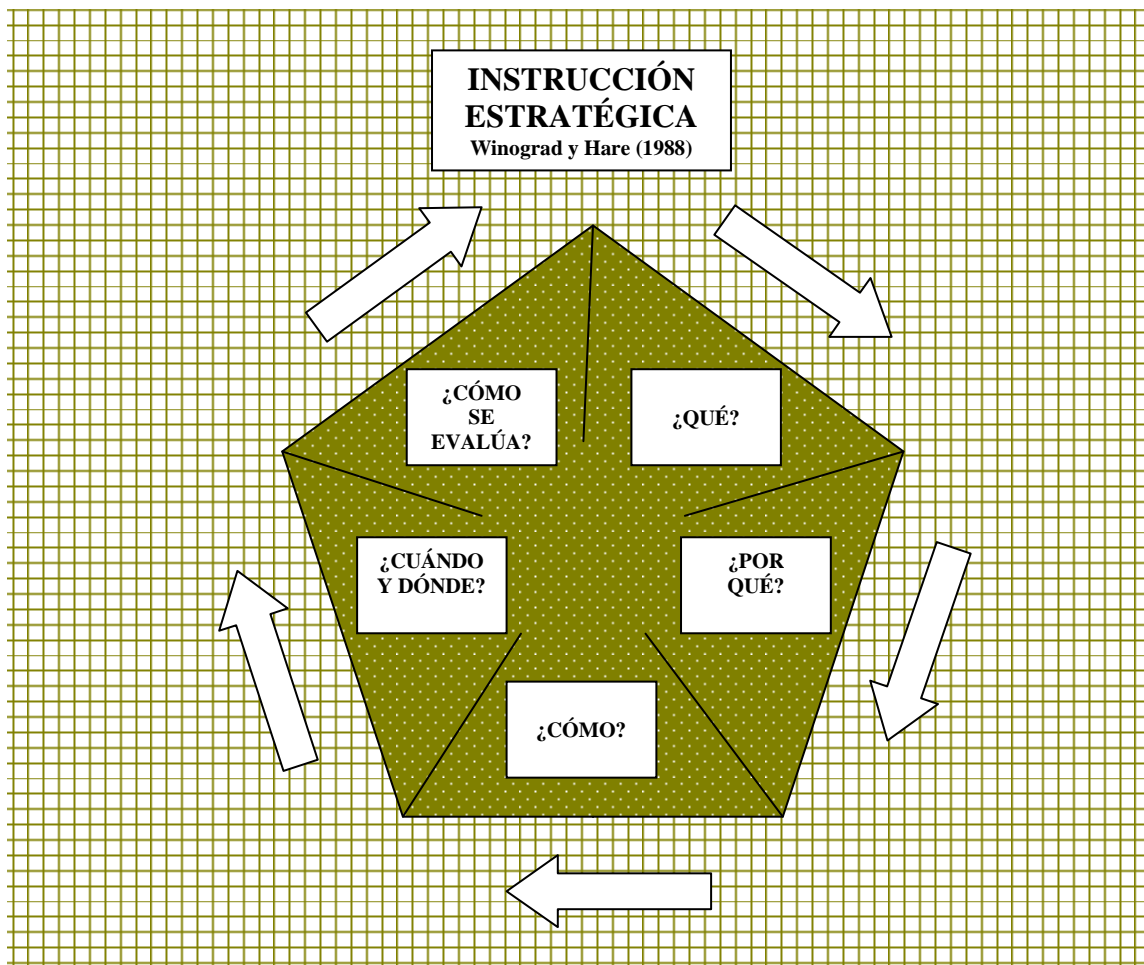 INSTRUCCIÓN
ESTRATÉGICA
Winograd y Hare (1988)
¿CÓMO
SE
EVALÚA?
¿QUÉ?
¿CUÁNDO
Y DÓNDE?
¿POR
QUÉ?
¿CÓMO?